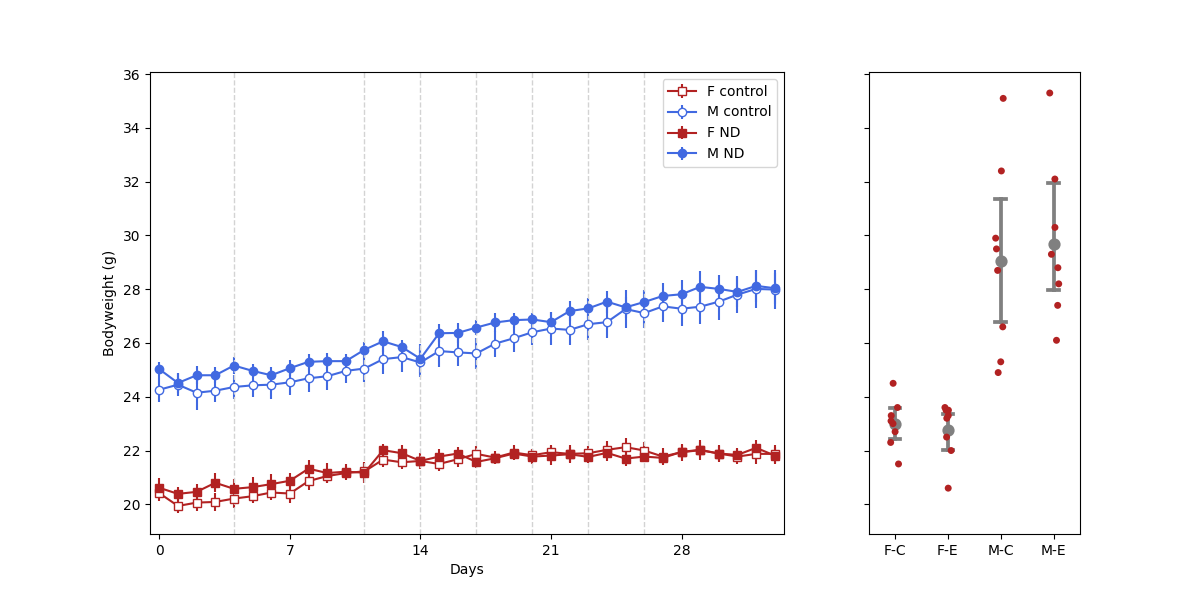 36
34
32
30
28
26
24
22
20
Bodyweight (g)
0 7 14 21 28
Days
F control
M control
F ND
M ND
F-C F-E M-C M-E